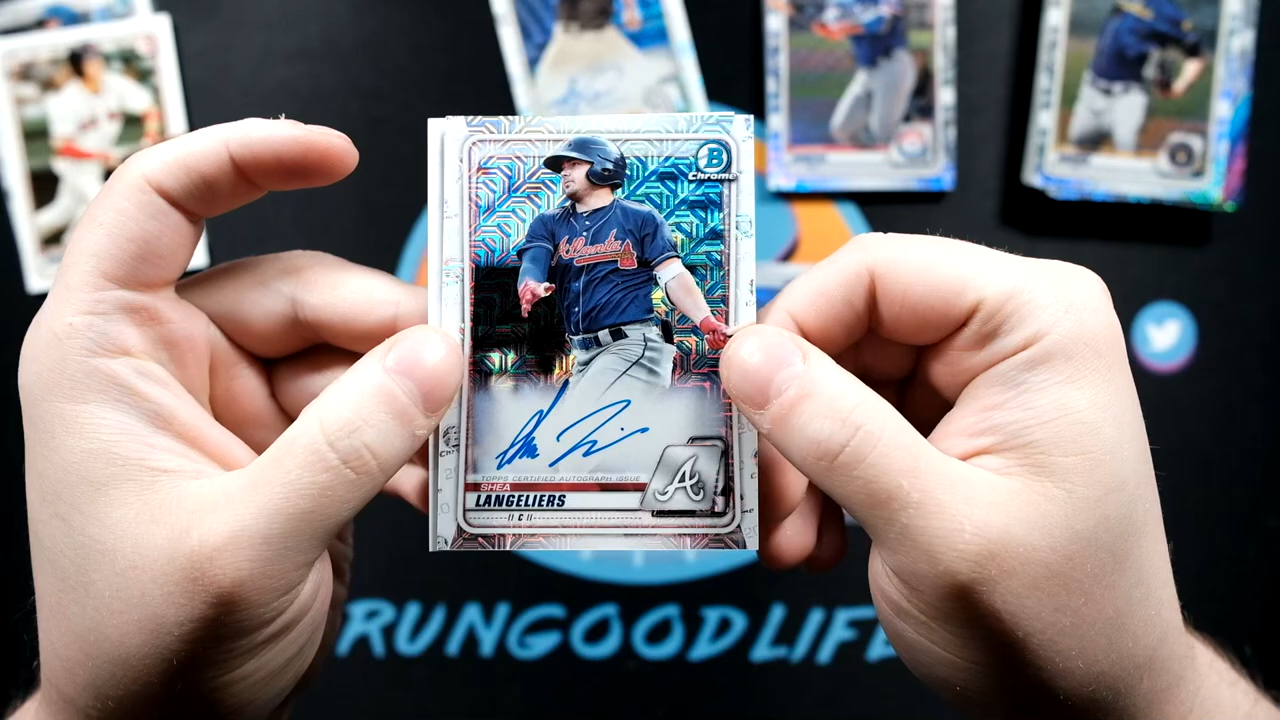 B
Chrome
Atlanta
TOPPS CERTIFIED AUTOGRAPH ISSUE
SHEA
LANGELIERS
A
C
RUNGOODLIFE